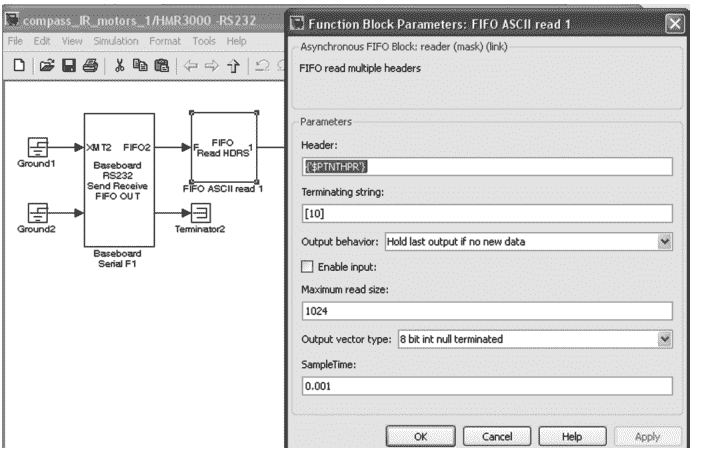 compass_IR_motors_1/HMR3000 -RS232
File Edit View Simulation Format Tools Help
Ground1
XMT2 FIFO2
Baseboard
RS232
Send Receive
FIFO OUT
Baseboard
Serial F1
Ground2
F FIFO
Read HDRS 1
FIFO ASCII read 1
Terminator2
Function Block Parameters: FIFO ASCII read 1
Asynchronous FIFO Block: reader (mask) (link)
FIFO read multiple headers
Parameters
Header:
{'$PTNTHPR'}
Terminating string:
[10]
Output behavior: Hold last output if no new data
Enable input:
Maximum read size:
1024
Output vector type: 8 bit int null terminated
SampleTime:
0.001
OK Cancel Help Apply